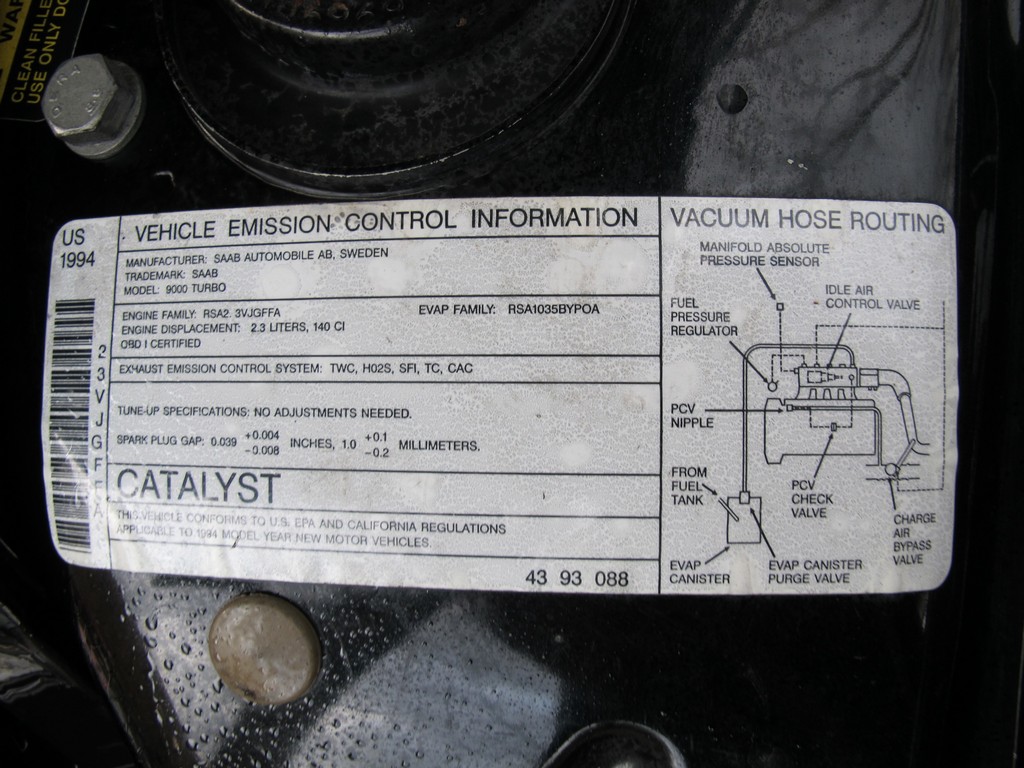 CLEAN FILLE
USE ONLY DO
US
1994
2 3 V J G F F A
VEHICLE EMISSION CONTROL INFORMATION
MANUFACTURER: SAAB AUTOMOBILE AB, SWEDEN
TRADEMARK: SAAB
MODEL: 9000 TURBO
ENGINE FAMILY: RSA2. 3VJGFFA EVAP FAMILY: RSA1035BYPOA
ENGINE DISPLACEMENT: 2.3 LITERS, 140 CI
OBD I CERTIFIED
EXHAUST EMISSION CONTROL SYSTEM: TWC, H02S, SFI, TC, CAC
TUNE-UP SPECIFICATIONS: NO ADJUSTMENTS NEEDED.
SPARK PLUG GAP: 0.039 +0.004 -0.008 INCHES, 1.0 +0.1 -0.2 MILLIMETERS.
CATALYST
THIS VEHICLE CONFORMS TO U.S. EPA AND CALIFORNIA REGULATIONS
APPLICABLE TO 1994 MODEL YEAR NEW MOTOR VEHICLES.
43 93 088
VACUUM HOSE ROUTING
MANIFOLD ABSOLUTE
PRESSURE SENSOR
IDLE AIR
CONTROL VALVE
FUEL
PRESSURE
REGULATOR
PCV
NIPPLE
FROM
FUEL
TANK
PCV
CHECK
VALVE
CHARGE
AIR
BYPASS
VALVE
EVAP
CANISTER
EVAP CANISTER
PURGE VALVE